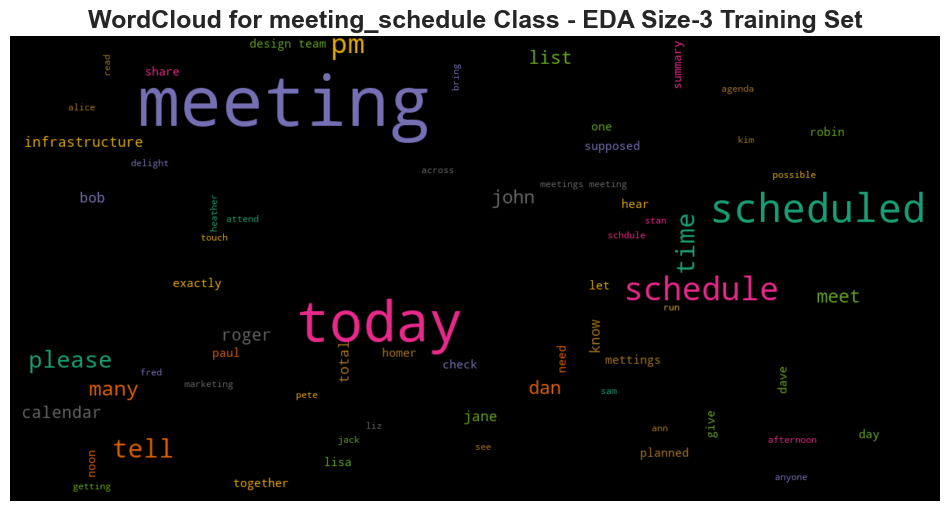 WordCloud for meeting_schedule Class - EDA Size-3 Training Set
design team
pm
read
share
bring
list
summary
agenda
meeting
alice
one
robin
infrastructure
supposed
kim
delight
across
possible
bob
heather
john
meetings meeting
hear
scheduled
attend
stan
touch
time
schdule
exactly
let
schedule
meet
run
today
roger
know
please
paul
total
homer
check
need
mettings
fred
marketing
many
pete
dan
sam
dave
calendar
jane
give
liz
ann
day
jack
see
afternoon
tell
noon
lisa
planned
getting
together
anyone